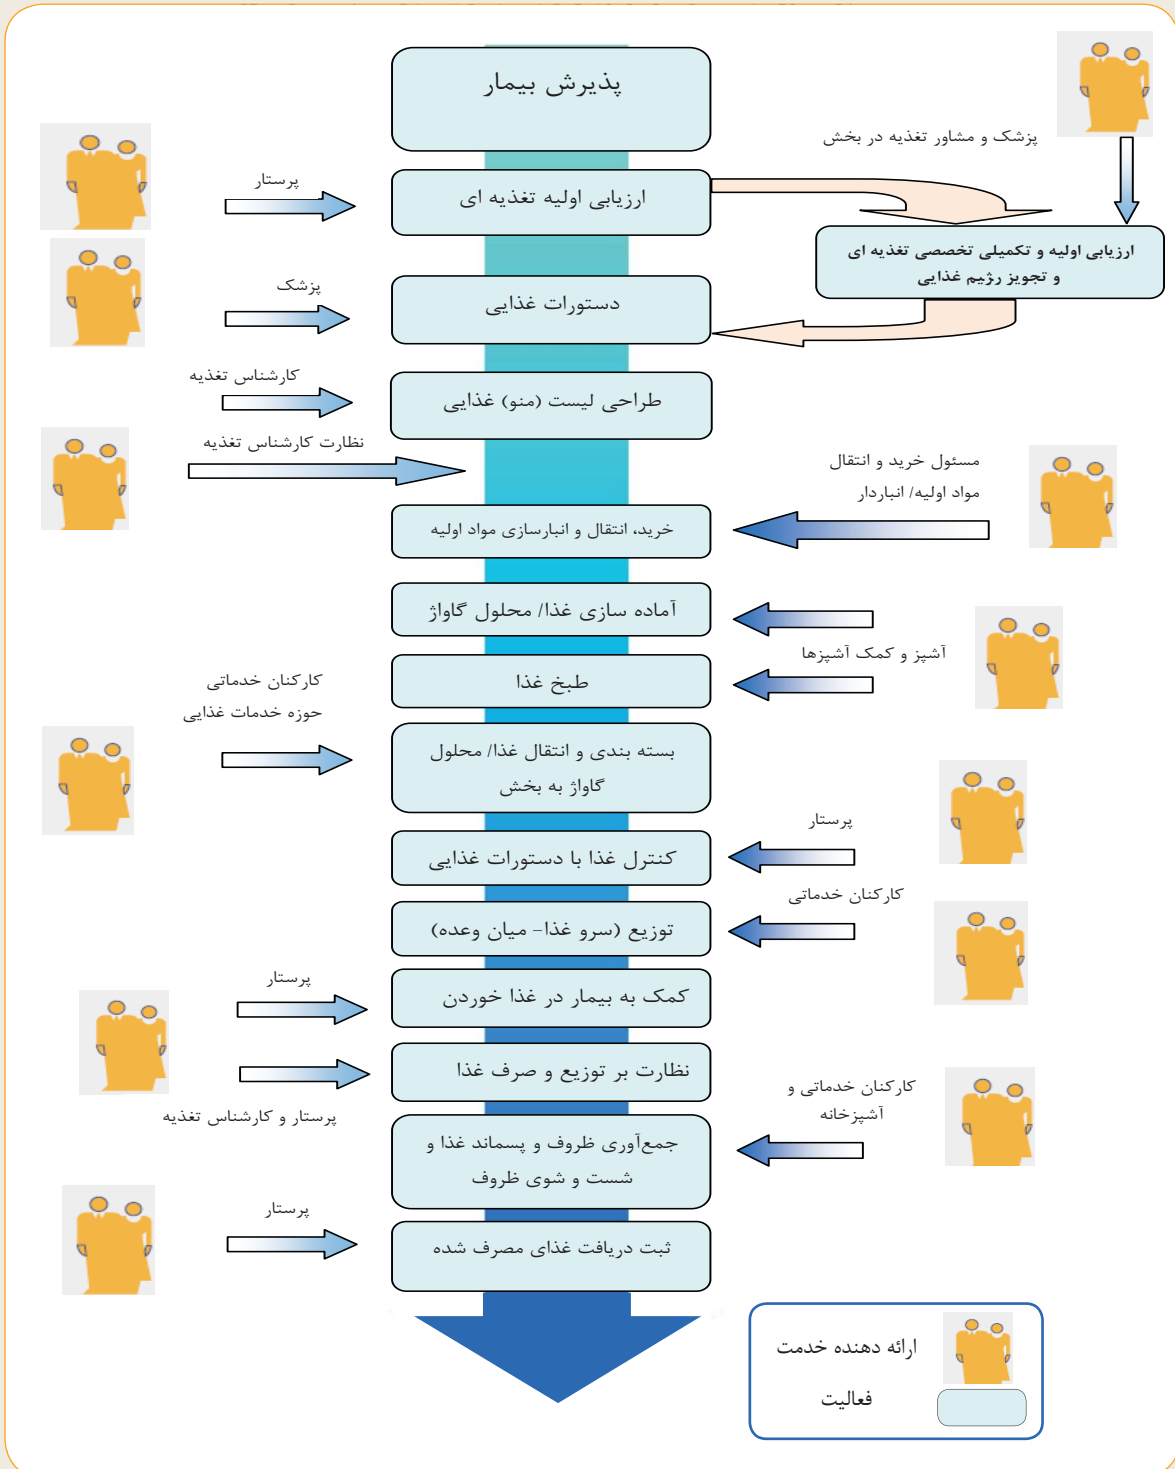 پذیرش بیمار
پزشک و مشاور تغذیه در بخش
پرستار
ارزیابی اولیه تغذیه ای
ارزیابی اولیه و تکمیلی تخصصی تغذیه ای
و تجویز رژیم غذایی
پزشک
دستورات غذایی
کارشناس تغذیه
طراحی لیست (منو) غذایی
نظارت کارشناس تغذیه
مسئول خرید و انتقال
مواد اولیه/ انباردار
خرید، انتقال و انبارسازی مواد اولیه
آماده سازی غذا/ محلول گاواژ
آشپز و کمک آشپزها
طبخ غذا
کارکنان خدماتی
حوزه خدمات غذایی
بسته بندی و انتقال غذا/ محلول
گاواژ به بخش
پرستار
کنترل غذا با دستورات غذایی
کارکنان خدماتی
توزیع (سرو غذا- میان وعده)
پرستار
کمک به بیمار در غذا خوردن
نظارت بر توزیع و صرف غذا
پرستار و کارشناس تغذیه
کارکنان خدماتی و
آشپزخانه
جمع‌آوری ظروف و پسماند غذا و
شست و شوی ظروف
پرستار
ثبت دریافت غذای مصرف شده
ارائه دهنده خدمت
فعالیت